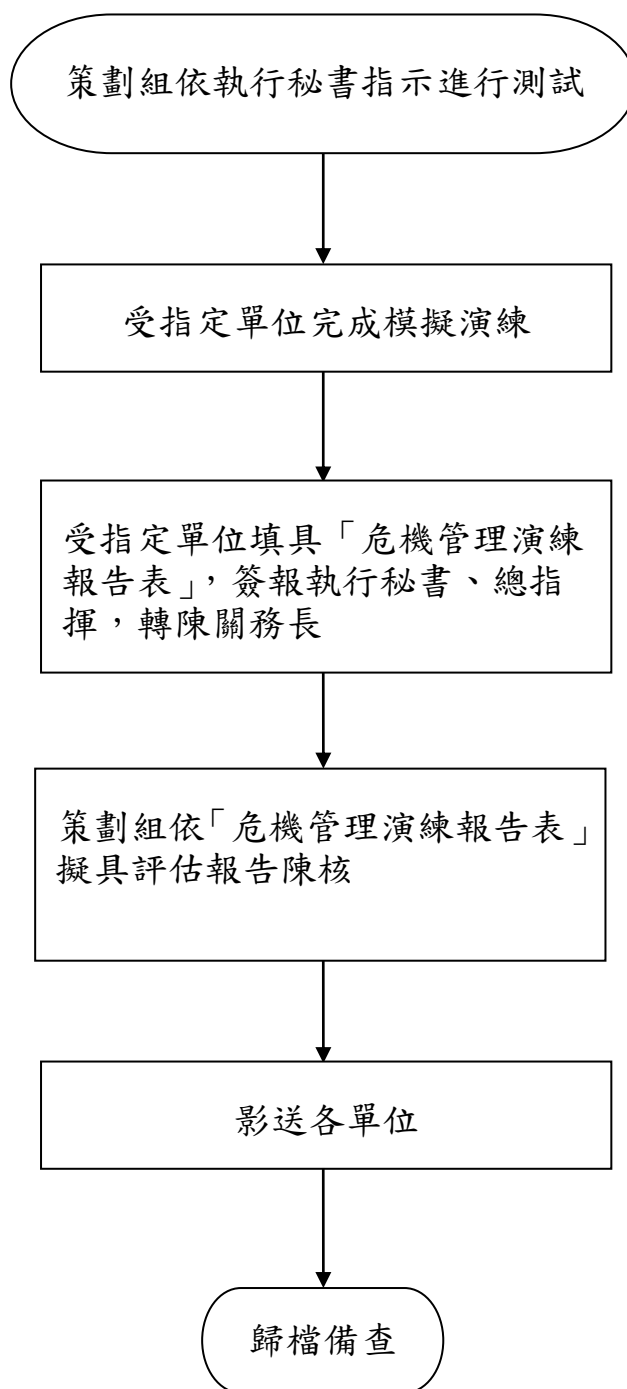 策劃組依執行秘書指示進行測試
受指定單位完成模擬演練
受指定單位填具「危機管理演練
報告表」，簽報執行秘書、總指
揮，轉陳關務長
策劃組依「危機管理演練報告表」
擬具評估報告陳核
影送各單位
歸檔備查